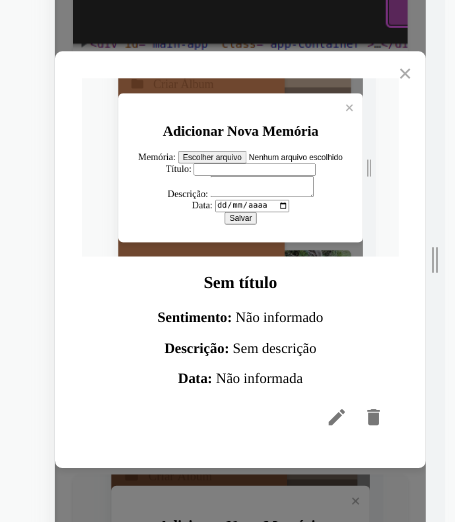 <div id="main-app" class="app-container">…</div>
Criar Álbum
×
×
Adicionar Nova Memória
Memória: Escolher arquivo Nenhum arquivo escolhido
Título:
Descrição:
Data: dd/mm/aaaa
Salvar
Sem título
Sentimento: Não informado
Descrição: Sem descrição
Data: Não informada
Criar Álbum
×
Adicionar Nova Memória